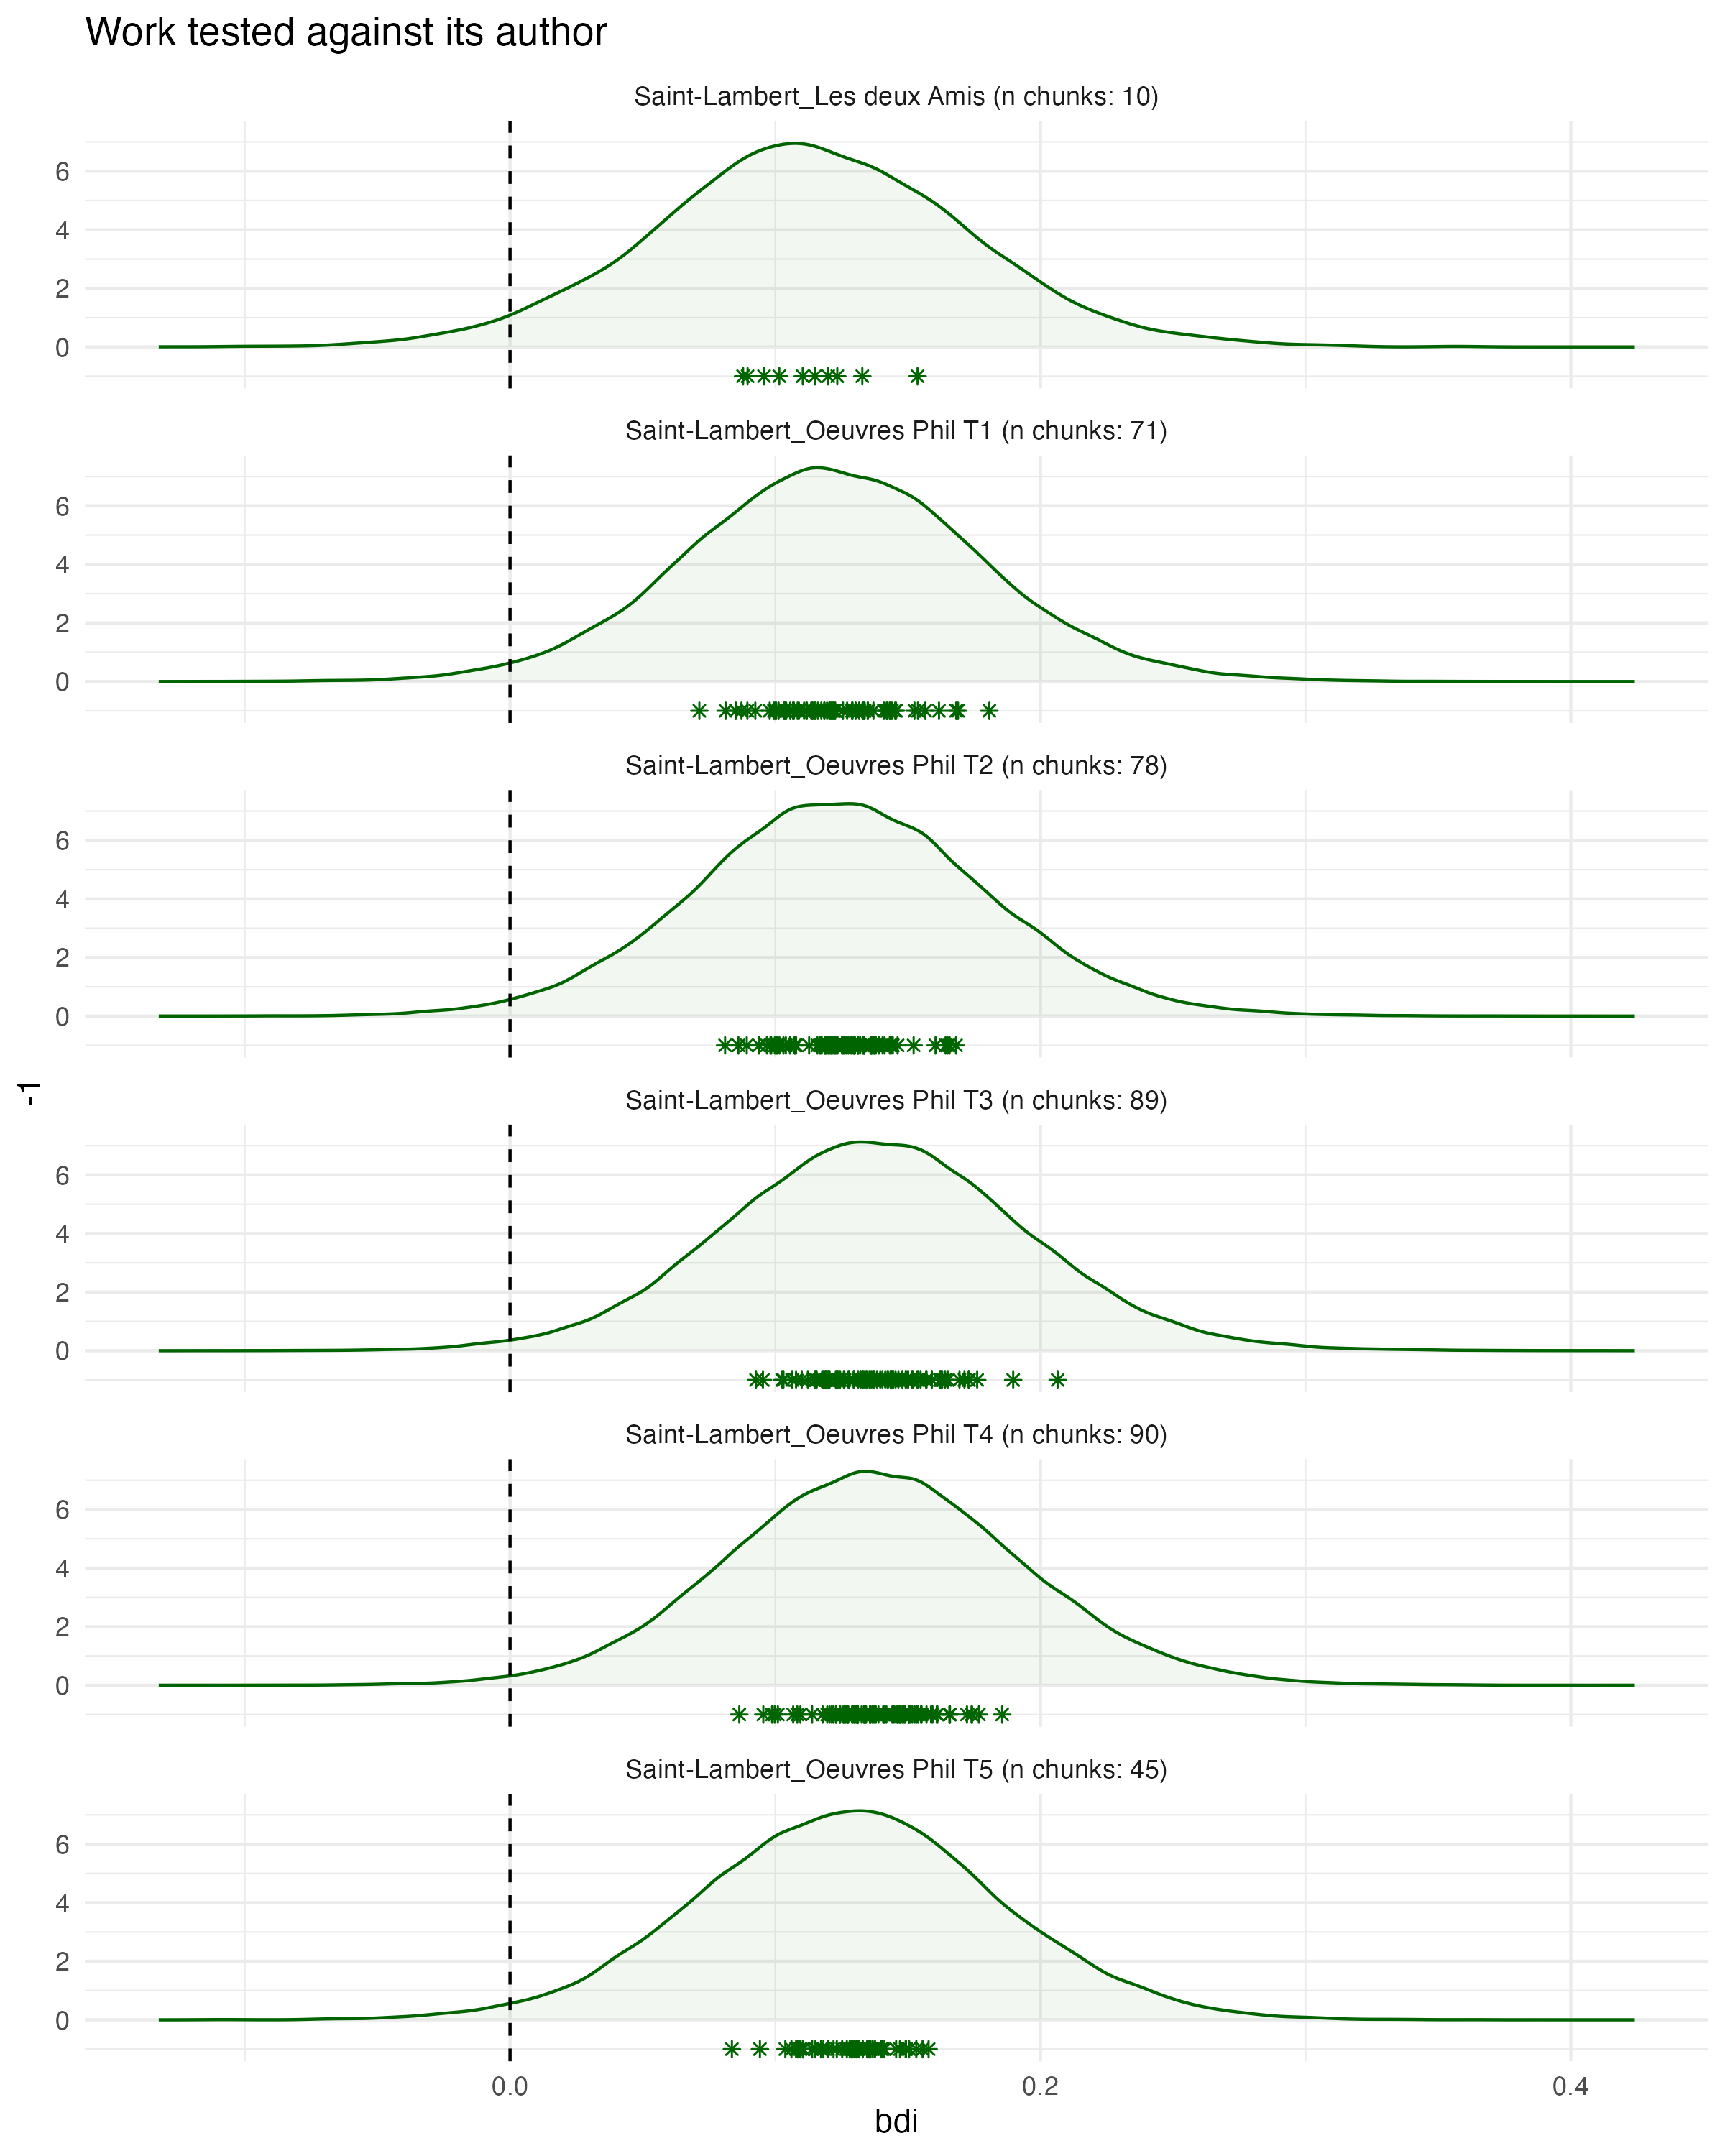 Work tested against its author
Saint-Lambert_Les deux Amis (n chunks: 10)
6
4
2
0
Saint-Lambert_Oeuvres Phil T1 (n chunks: 71)
6
4
2
0
Saint-Lambert_Oeuvres Phil T2 (n chunks: 78)
6
4
2
0
-1
Saint-Lambert_Oeuvres Phil T3 (n chunks: 89)
6
4
2
0
Saint-Lambert_Oeuvres Phil T4 (n chunks: 90)
6
4
2
0
Saint-Lambert_Oeuvres Phil T5 (n chunks: 45)
6
4
2
0
0.0 0.2 0.4
bdi